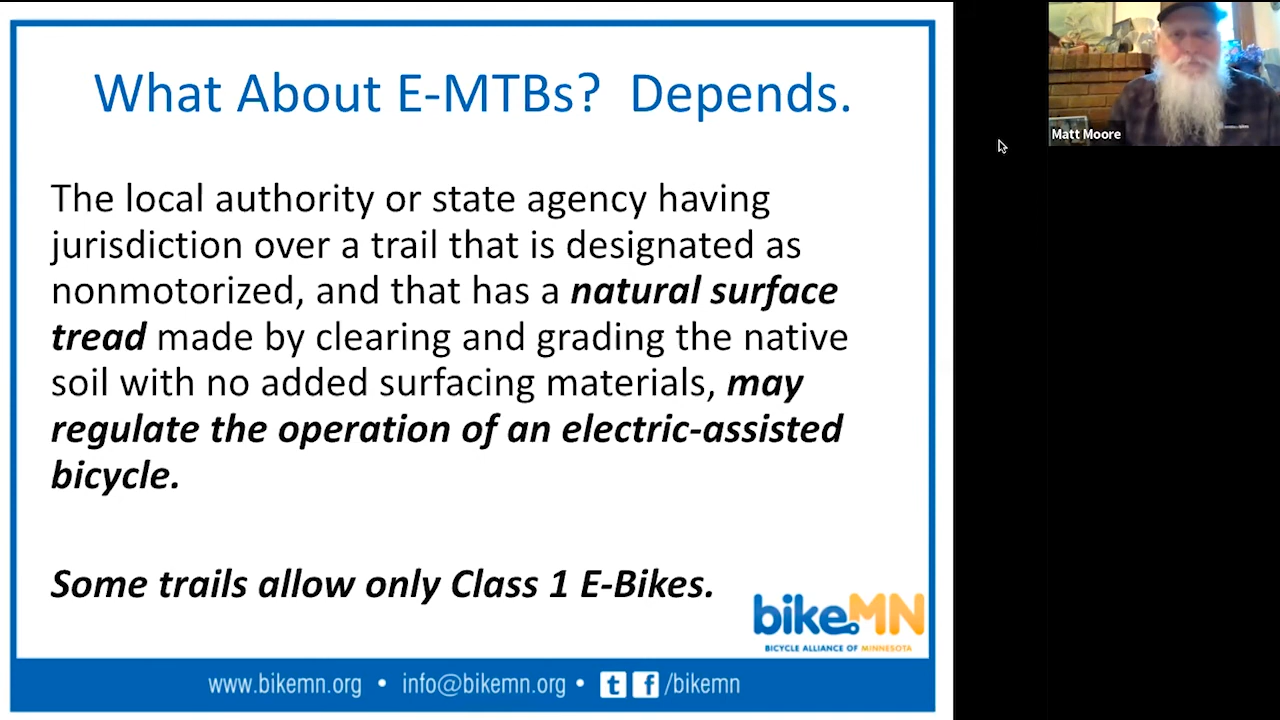 What About E-MTBs? Depends.
The local authority or state agency having
jurisdiction over a trail that is designated as
nonmotorized, and that has a natural surface
tread made by clearing and grading the native
soil with no added surfacing materials, may
regulate the operation of an electric-assisted
bicycle.
Some trails allow only Class 1 E-Bikes.
bikeMN
BICYCLE ALLIANCE OF MINNESOTA
www.bikemn.org • info@bikemn.org • t f /bikemn
Matt Moore